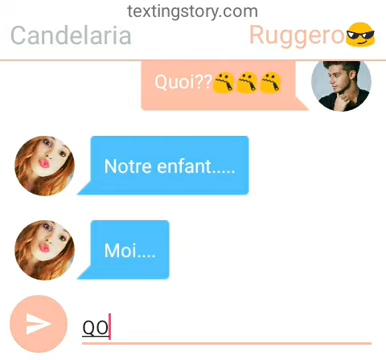 textingstory.com
Candelaria
Ruggero😎
Quoi??
Notre enfant.....
Moi....
QO